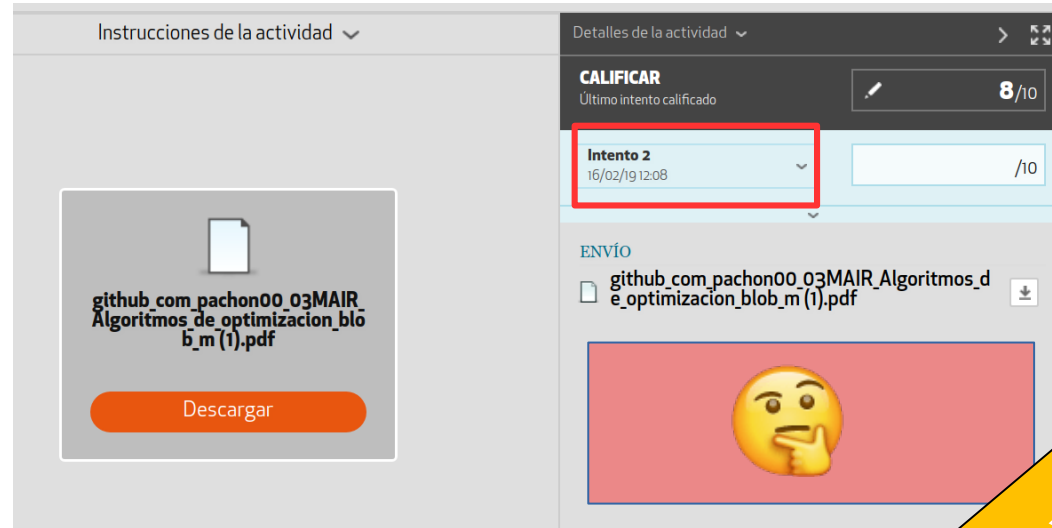 Instrucciones de la actividad
Detalles de la actividad
CALIFICAR
Último intento calificado
8/10
Intento 2
16/02/19 12:08
/10
github_com_pachon00_03MAIR_
Algoritmos_de_optimizacion_blo
b_m (1).pdf
Descargar
ENVÍO
github_com_pachon00_03MAIR_Algoritmos_d
e_optimizacion_blob_m (1).pdf